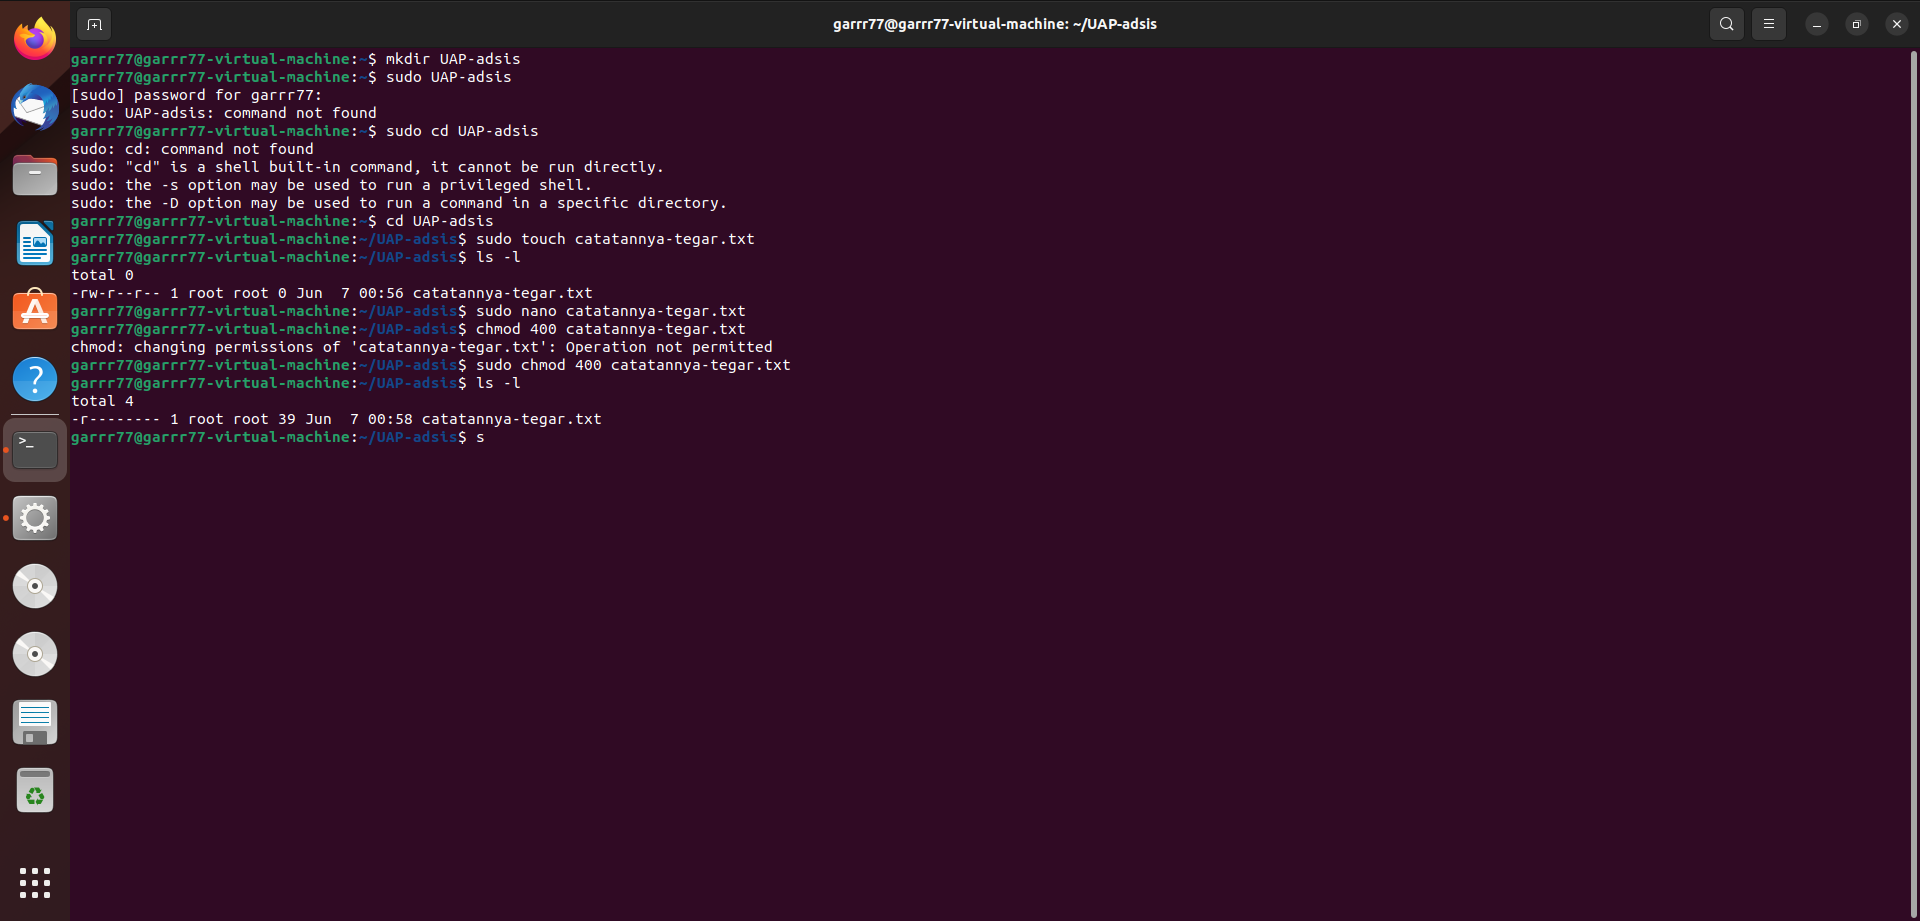 garrr77@garrr77-virtual-machine: ~/UAP-adsis
garrr77@garrr77-virtual-machine:~$ mkdir UAP-adsis
garrr77@garrr77-virtual-machine:~$ sudo UAP-adsis
[sudo] password for garrr77:
sudo: UAP-adsis: command not found
garrr77@garrr77-virtual-machine:~$ sudo cd UAP-adsis
sudo: cd: command not found
sudo: "cd" is a shell built-in command, it cannot be run directly.
sudo: the -s option may be used to run a privileged shell.
sudo: the -D option may be used to run a command in a specific directory.
garrr77@garrr77-virtual-machine:~$ cd UAP-adsis
garrr77@garrr77-virtual-machine:~/UAP-adsis$ sudo touch catatannya-tegar.txt
garrr77@garrr77-virtual-machine:~/UAP-adsis$ ls -l
total 0
-rw-r--r-- 1 root root 0 Jun  7 00:56 catatannya-tegar.txt
garrr77@garrr77-virtual-machine:~/UAP-adsis$ sudo nano catatannya-tegar.txt
garrr77@garrr77-virtual-machine:~/UAP-adsis$ chmod 400 catatannya-tegar.txt
chmod: changing permissions of 'catatannya-tegar.txt': Operation not permitted
garrr77@garrr77-virtual-machine:~/UAP-adsis$ sudo chmod 400 catatannya-tegar.txt
garrr77@garrr77-virtual-machine:~/UAP-adsis$ ls -l
total 4
-r-------- 1 root root 39 Jun  7 00:58 catatannya-tegar.txt
garrr77@garrr77-virtual-machine:~/UAP-adsis$ s